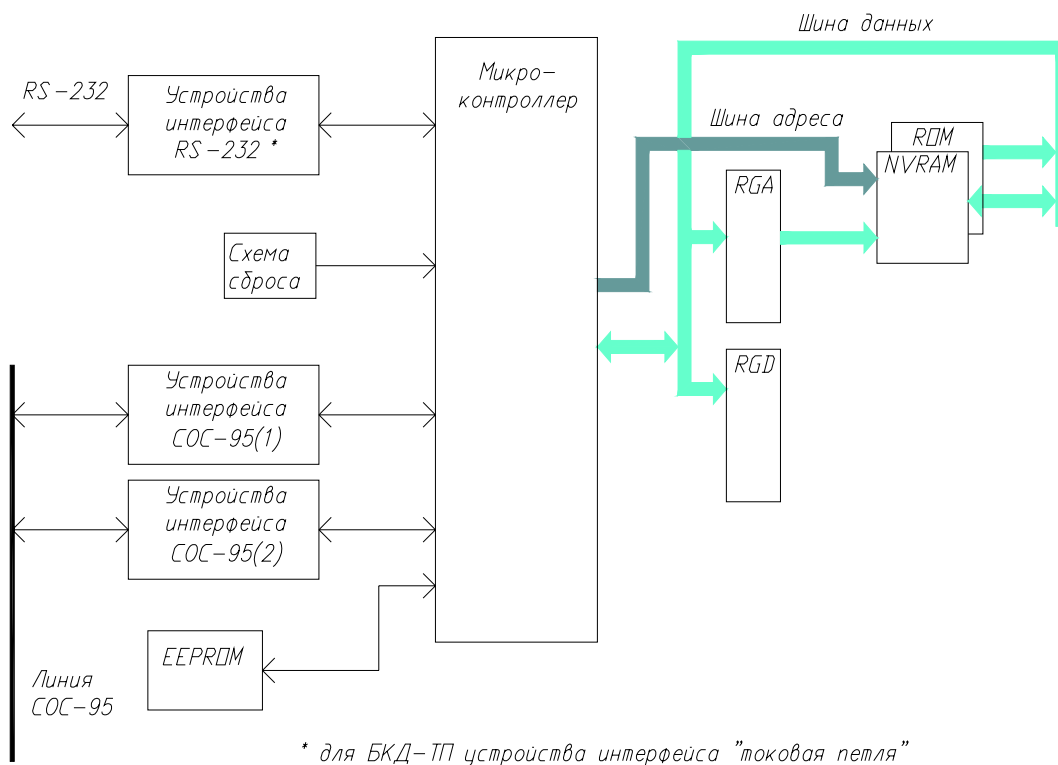 Шина данных
RS-232
Устройства
интерфейса
RS-232 *
Микро-
контроллер
Шина адреса
ROM
NVRAM
RGA
Схема
сброса
RGD
Устройства
интерфейса
СОС-95(1)
Устройства
интерфейса
СОС-95(2)
EEPROM
Линия
СОС-95
* для БКД-ТП устройства интерфейса "токовая петля"